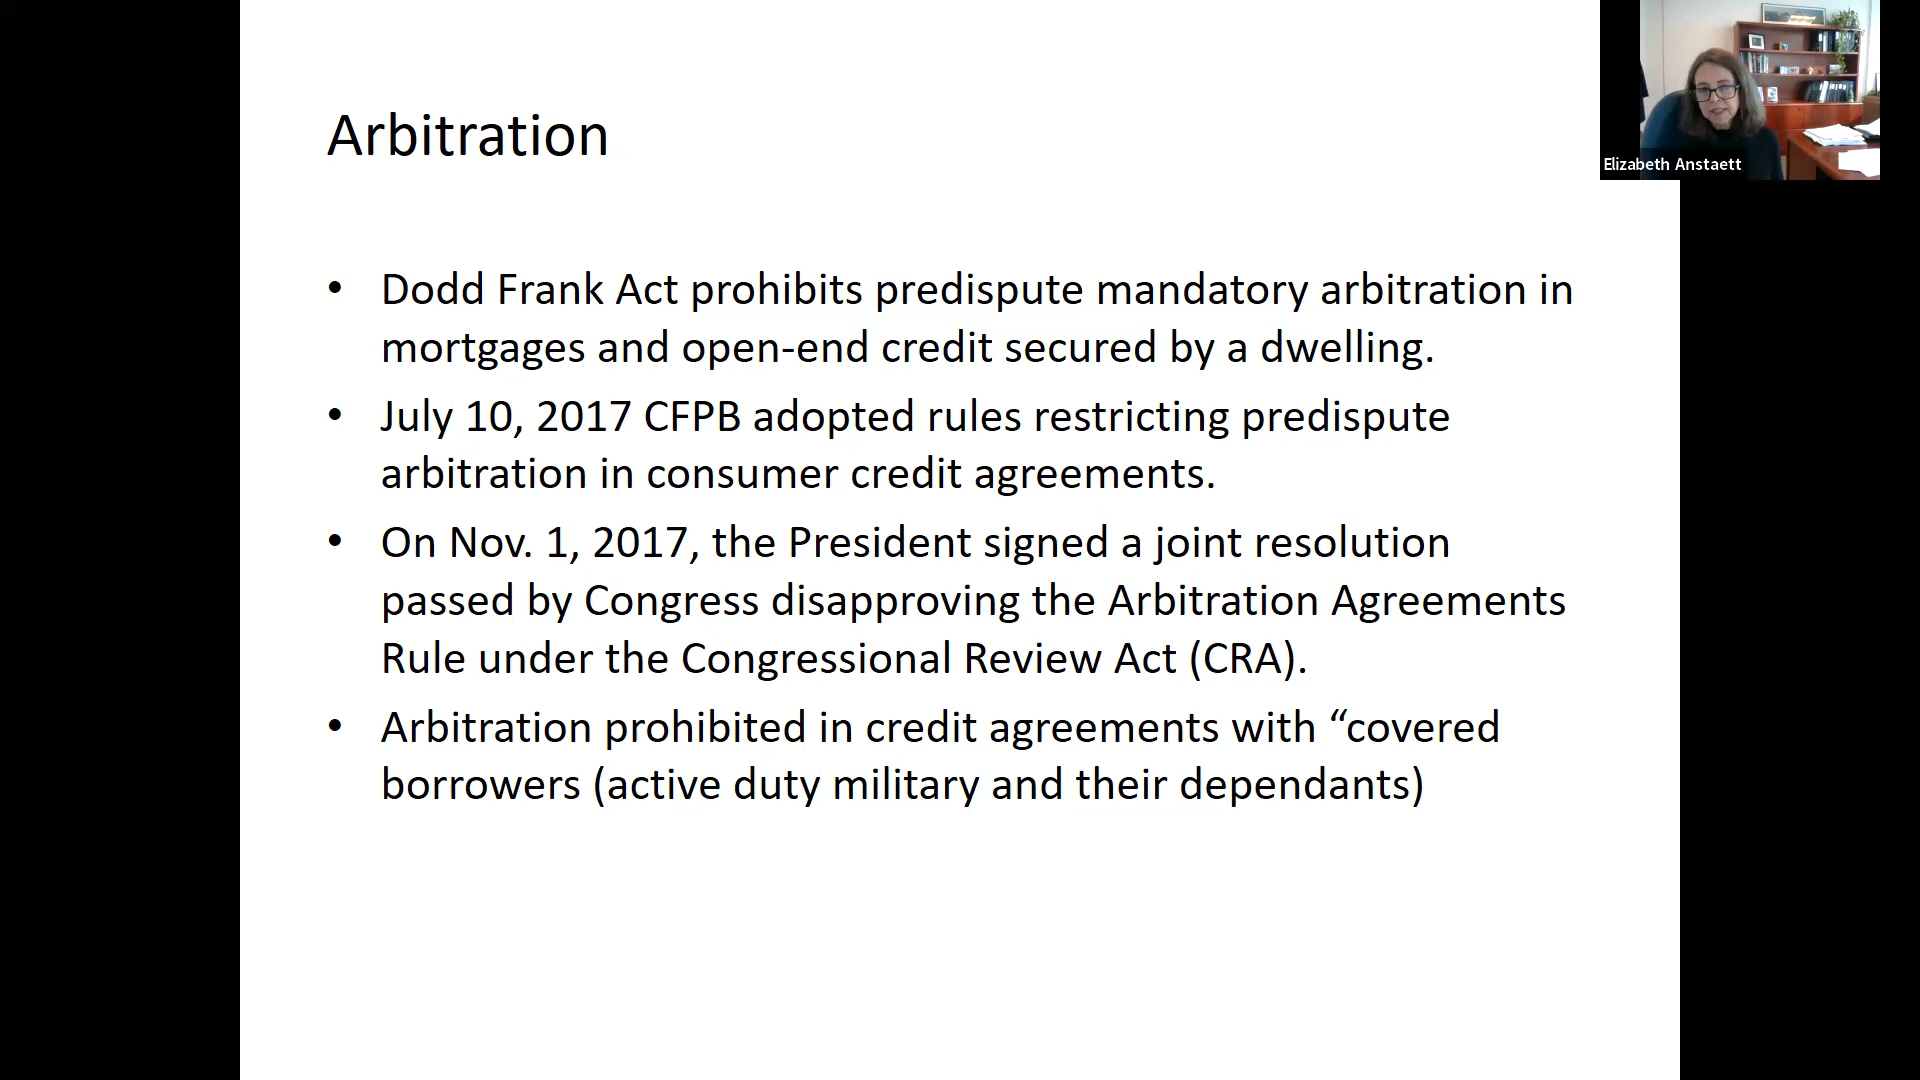 Arbitration
Elizabeth Anstaett
• Dodd Frank Act prohibits predispute mandatory arbitration in
mortgages and open-end credit secured by a dwelling.
• July 10, 2017 CFPB adopted rules restricting predispute
arbitration in consumer credit agreements.
• On Nov. 1, 2017, the President signed a joint resolution
passed by Congress disapproving the Arbitration Agreements
Rule under the Congressional Review Act (CRA).
• Arbitration prohibited in credit agreements with “covered
borrowers (active duty military and their dependants)